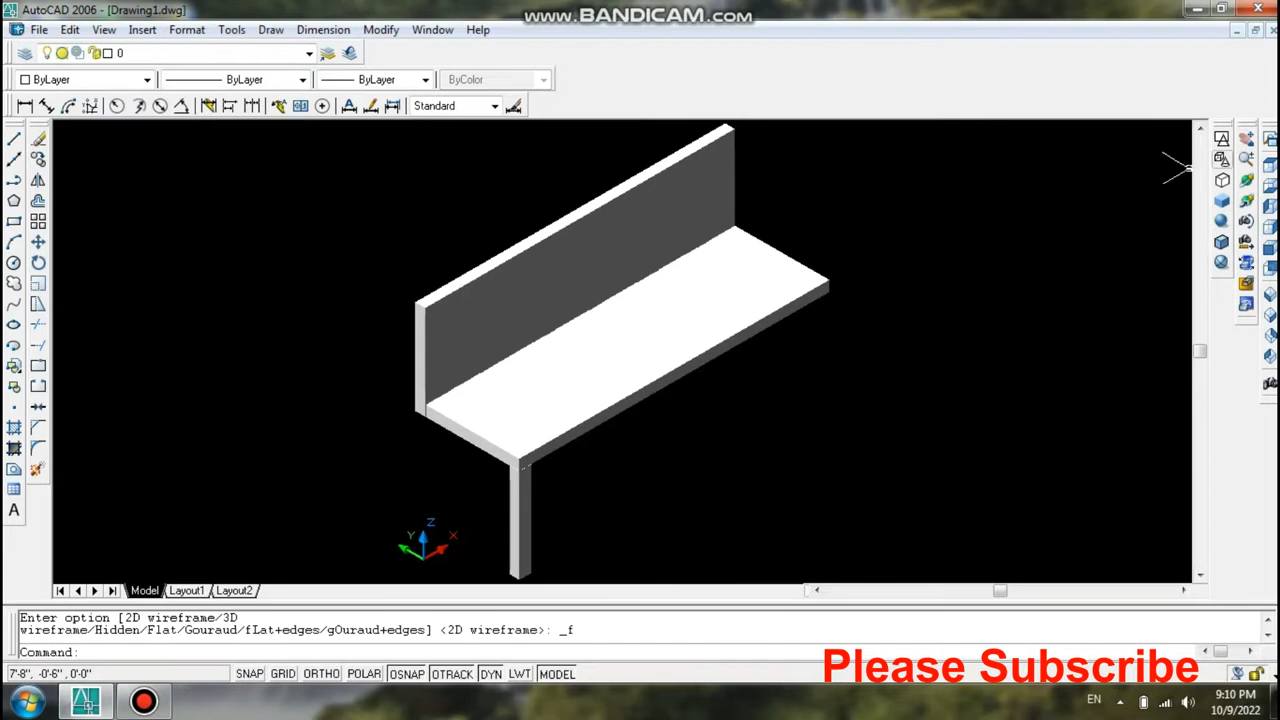 AutoCAD 2006 - [Drawing1.dwg]
www.BANDICAM.com
File Edit View Insert Format Tools Draw Dimension Modify Window Help
0
ByLayer ByLayer ByLayer ByColor
Standard
Z
Y X
Model Layout1 Layout2
Enter option [2D wireframe/3D
wireframe/Hidden/Flat/Gouraud/fLat+edges/gOuraud+edges] <2D wireframe>: _f
Command:
Please Subscribe
7'-8", -0'-6", 0'-0" SNAP GRID ORTHO POLAR OSNAP OTRACK DYN LWT MODEL
EN 9:10 PM
10/9/2022